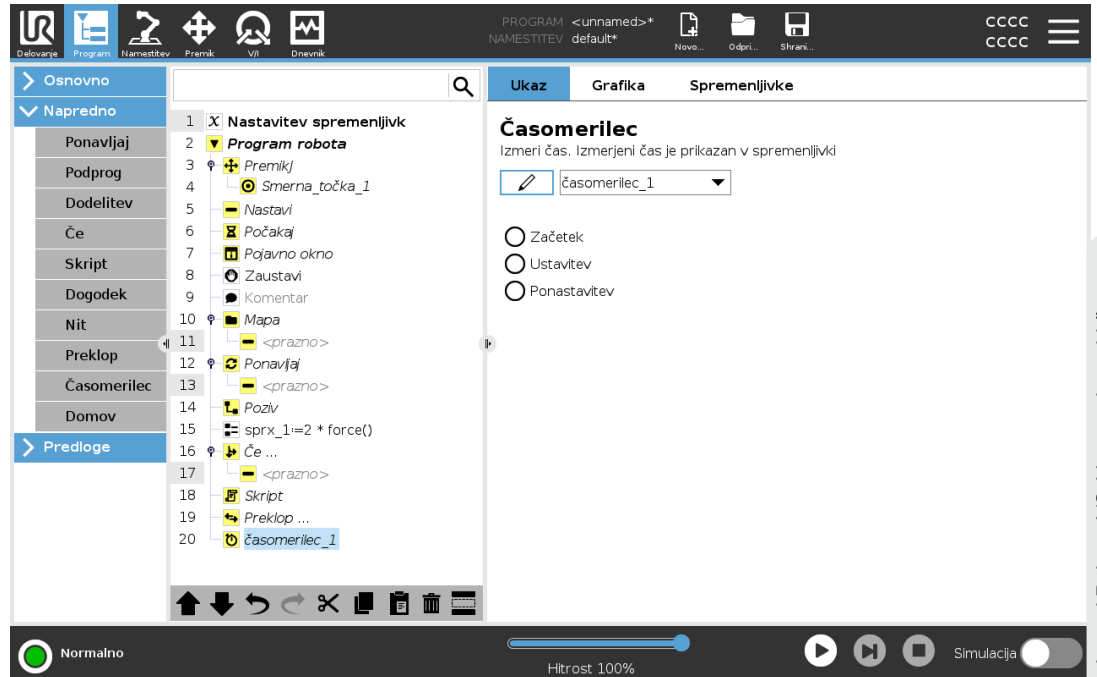 UR
PROGRAM <unnamed>*
NAMESTITEV default*
Delovanje Program Namestitev Premik V/I Dnevnik
Novo... Odpri... Shrani...
CCCC
CCCC
Osnovno
Napredno
Ponavljaj
Podprog
Dodelitev
Če
Skript
Dogodek
Nit
Preklop
Časomerilec
Domov
Predloge
1 X Nastavitev spremenljivk
2 Program robota
3 PremikJ
4 Smerna_točka_1
5 Nastavi
6 Počakaj
7 Pojavno okno
8 Zaustavi
9 Komentar
10 Mapa
11 <prazno>
12 Ponavljaj
13 <prazno>
14 Poziv
15 sprx_1:=2 * force()
16 Če ...
17 <prazno>
18 Skript
19 Preklop ...
20 časomerilec_1
Ukaz Grafika Spremenljivke
Časomerilec
Izmeri čas. Izmerjeni čas je prikazan v spremenljivki
časomerilec_1
Začetek
Ustavitev
Ponastavitev
Normalno
Hitrost 100%
Simulacija